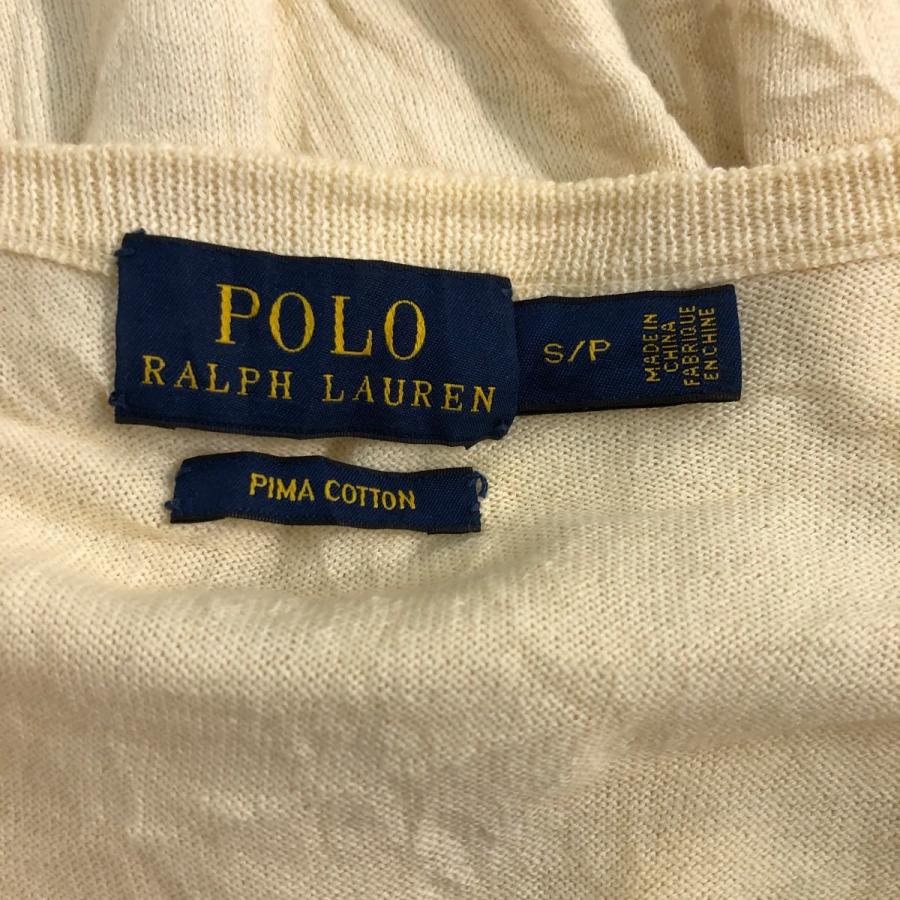 POLO
RALPH LAUREN
S/P
MADE IN
CHINA
FABRIQUE
EN CHINE
PIMA COTTON